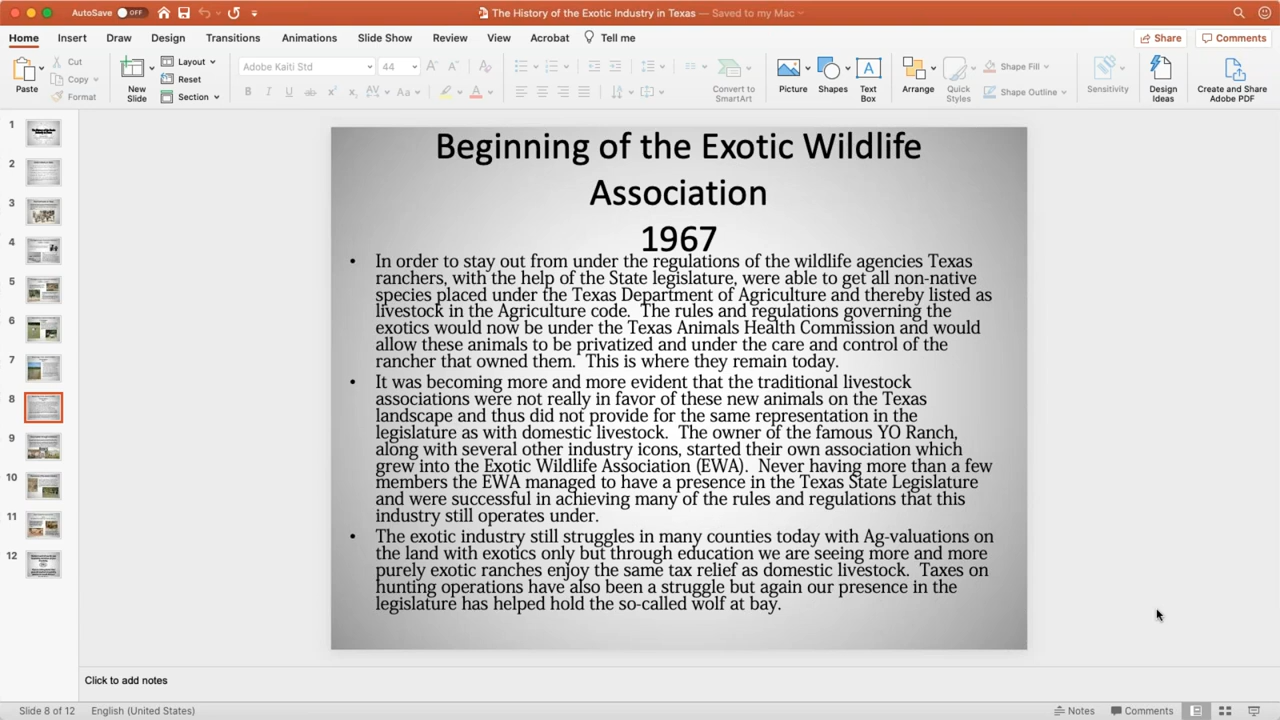 AutoSave OFF
The History of the Exotic Industry in Texas — Saved to my Mac
Home Insert Draw Design Transitions Animations Slide Show Review View Acrobat Tell me
Share Comments
Paste
Cut
Copy
Format
New Slide
Layout
Reset
Section
Adobe Kaiti Std 44
Convert to SmartArt
Picture
Shapes
Text Box
Arrange
Quick Styles
Shape Fill
Shape Outline
Sensitivity
Design Ideas
Create and Share Adobe PDF
1
2
3
4
5
6
7
8
9
10
11
12
Beginning of the Exotic Wildlife
Association
1967
• In order to stay out from under the regulations of the wildlife agencies Texas
ranchers, with the help of the State legislature, were able to get all non-native
species placed under the Texas Department of Agriculture and thereby listed as
livestock in the Agriculture code. The rules and regulations governing the
exotics would now be under the Texas Animals Health Commission and would
allow these animals to be privatized and under the care and control of the
rancher that owned them. This is where they remain today.
• It was becoming more and more evident that the traditional livestock
associations were not really in favor of these new animals on the Texas
landscape and thus did not provide for the same representation in the
legislature as with domestic livestock. The owner of the famous YO Ranch,
along with several other industry icons, started their own association which
grew into the Exotic Wildlife Association (EWA). Never having more than a few
members the EWA managed to have a presence in the Texas State Legislature
and were successful in achieving many of the rules and regulations that this
industry still operates under.
• The exotic industry still struggles in many counties today with Ag-valuations on
the land with exotics only but through education we are seeing more and more
purely exotic ranches enjoy the same tax relief as domestic livestock. Taxes on
hunting operations have also been a struggle but again our presence in the
legislature has helped hold the so-called wolf at bay.
Click to add notes
Slide 8 of 12 English (United States)
Notes Comments